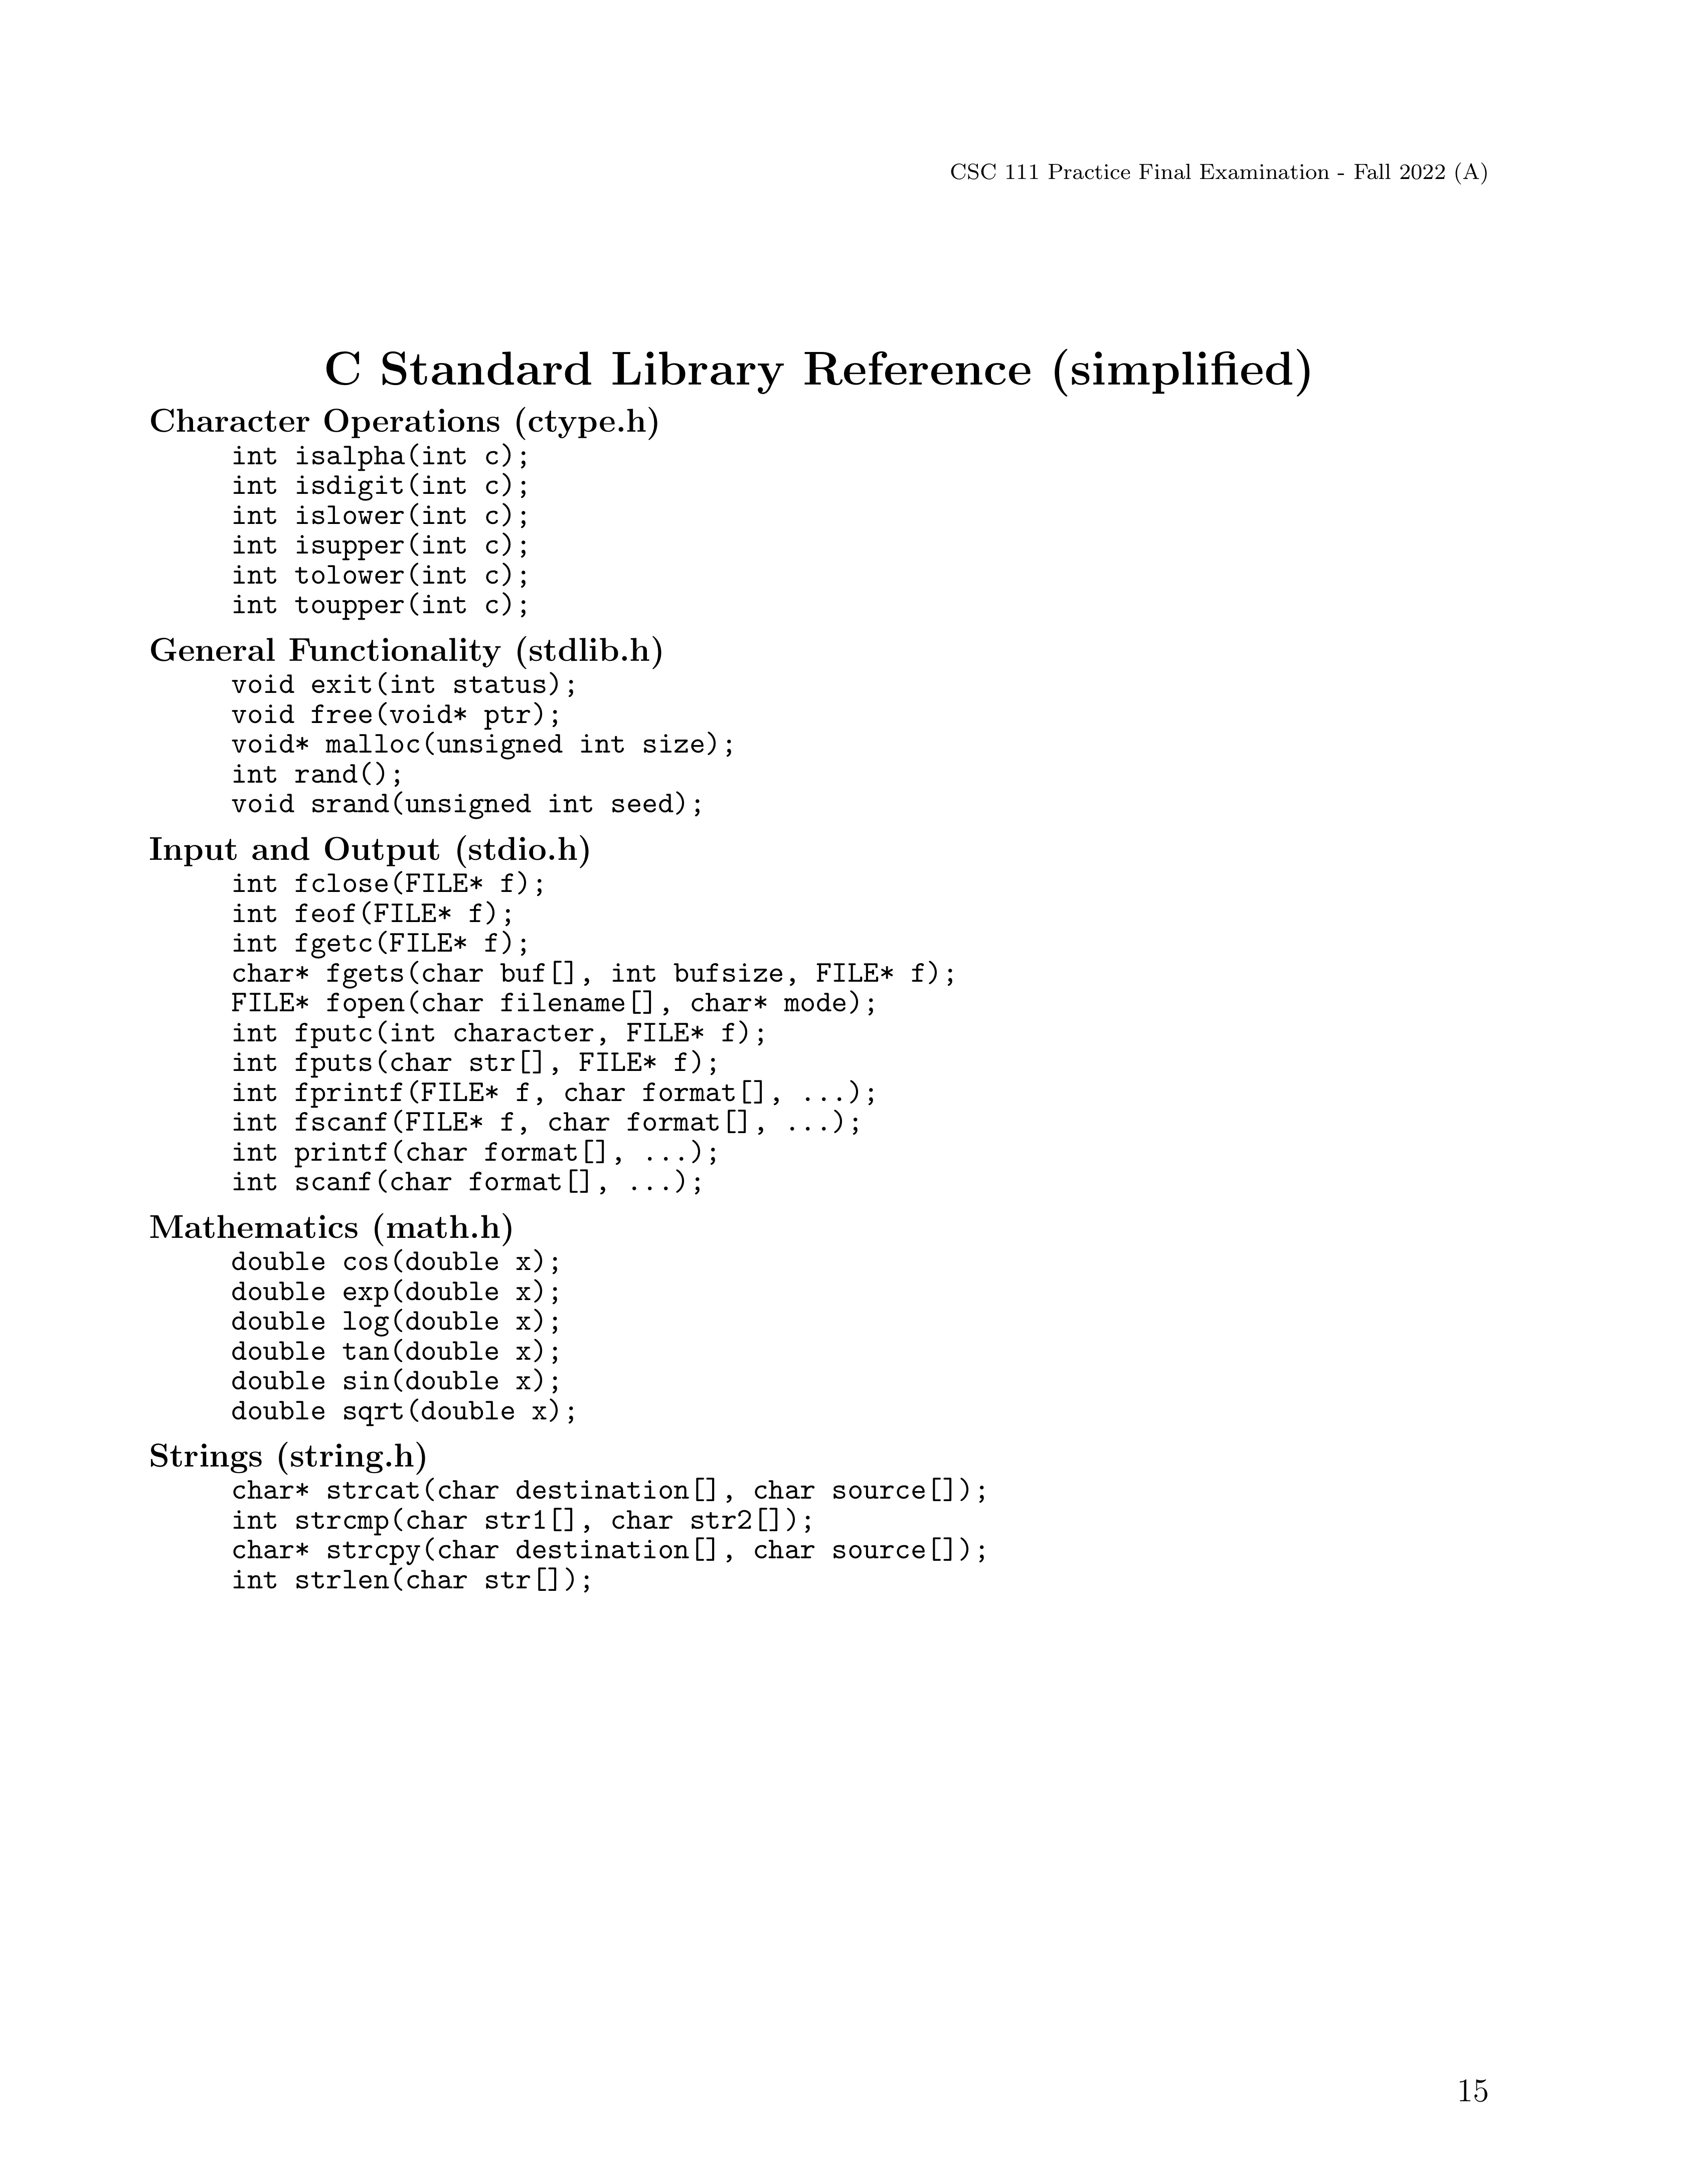 CSC 111 Practice Final Examination - Fall 2022 (A)
C Standard Library Reference (simplified)
Character Operations (ctype.h)
int isalpha(int c);
int isdigit(int c);
int islower(int c);
int isupper(int c);
int tolower(int c);
int toupper(int c);
General Functionality (stdlib.h)
void exit(int status);
void free(void* ptr);
void* malloc(unsigned int size);
int rand();
void srand(unsigned int seed);
Input and Output (stdio.h)
int fclose(FILE* f);
int feof(FILE* f);
int fgetc(FILE* f);
char* fgets(char buf[], int bufsize, FILE* f);
FILE* fopen(char filename[], char* mode);
int fputc(int character, FILE* f);
int fputs(char str[], FILE* f);
int fprintf(FILE* f, char format[], ...);
int fscanf(FILE* f, char format[], ...);
int printf(char format[], ...);
int scanf(char format[], ...);
Mathematics (math.h)
double cos(double x);
double exp(double x);
double log(double x);
double tan(double x);
double sin(double x);
double sqrt(double x);
Strings (string.h)
char* strcat(char destination[], char source[]);
int strcmp(char str1[], char str2[]);
char* strcpy(char destination[], char source[]);
int strlen(char str[]);
15